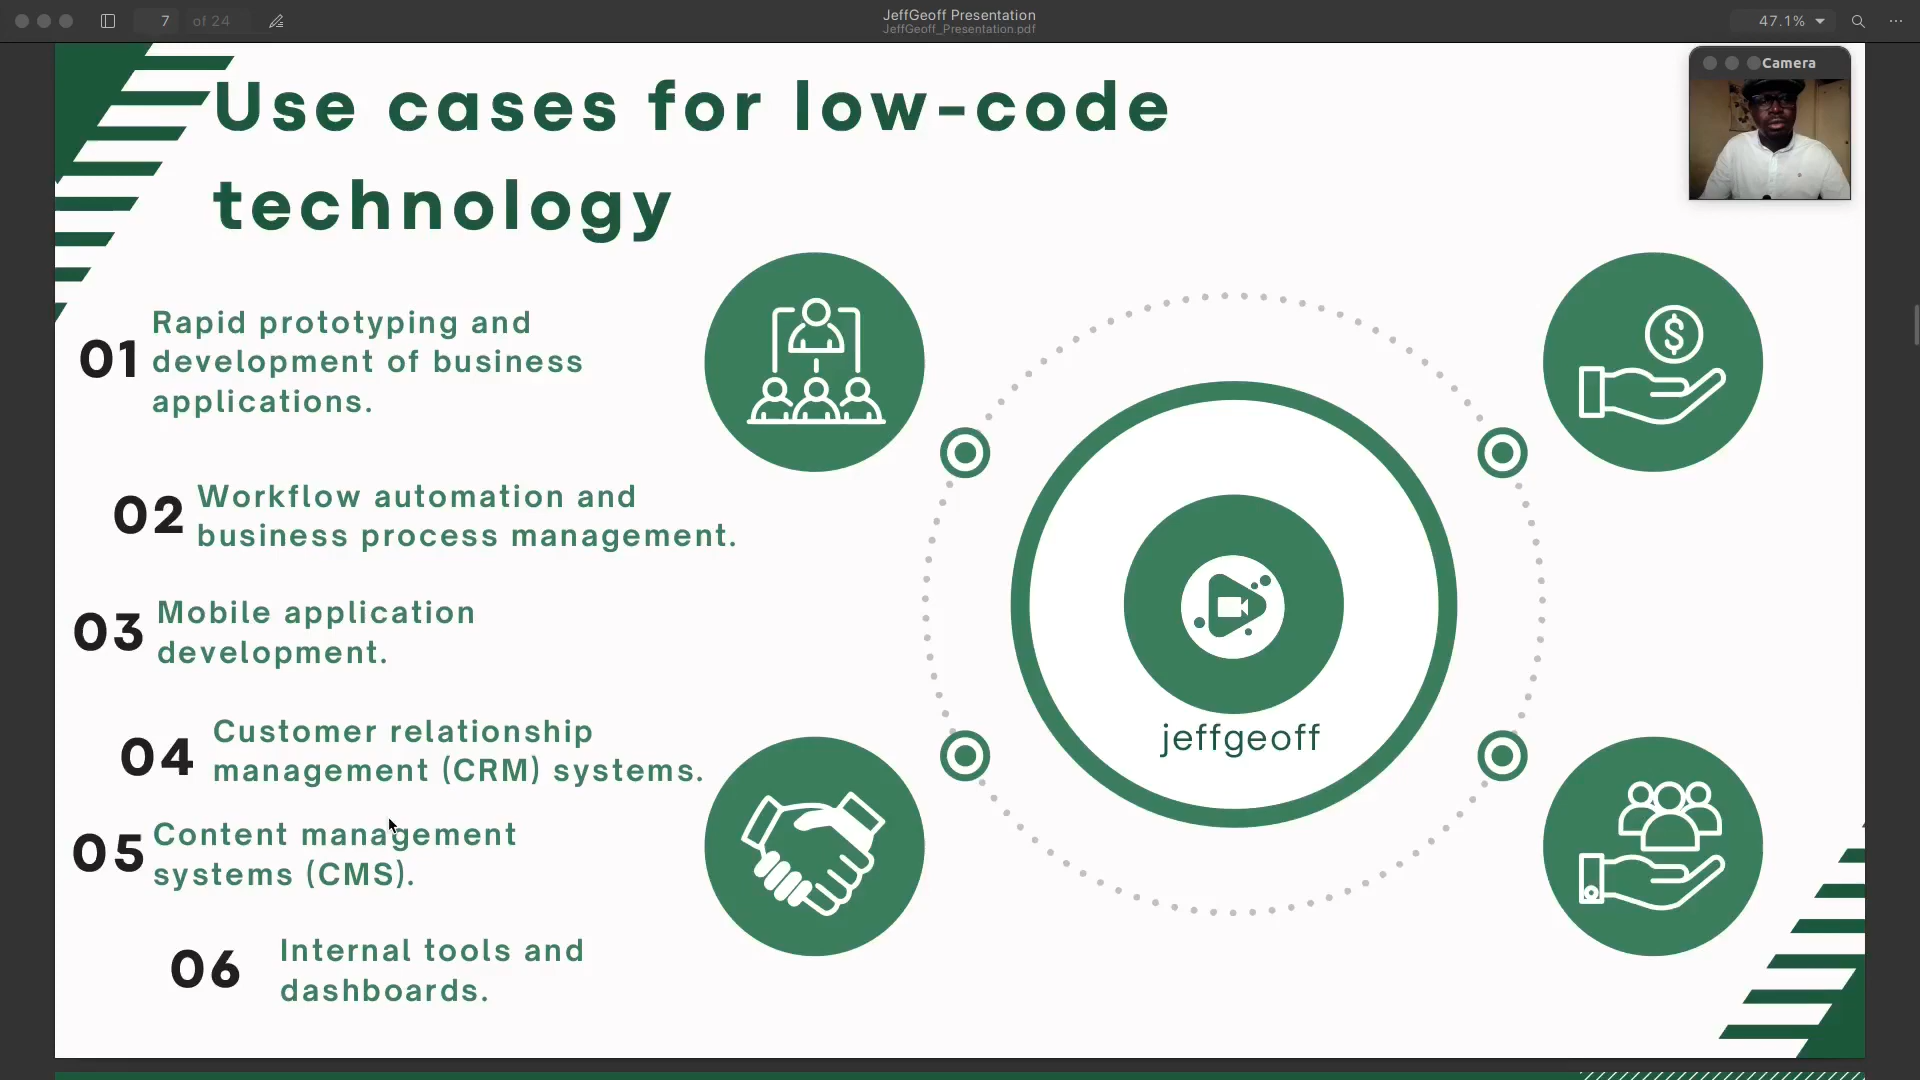 7 of 24
JeffGeoff Presentation
JeffGeoff_Presentation.pdf
47.1%
Camera
Use cases for low-code
technology
01
Rapid prototyping and
development of business
applications.
02
Workflow automation and
business process management.
03
Mobile application
development.
04
Customer relationship
management (CRM) systems.
05
Content management
systems (CMS).
06
Internal tools and
dashboards.
$
jeffgeoff